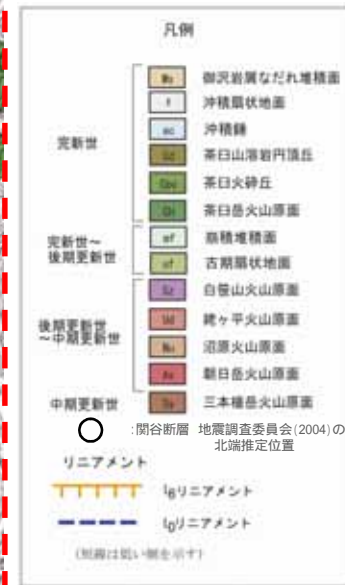 凡例
完新世
御沢岩屑なだれ堆積面
f 沖積扇状地面
ac 沖積錐
茶臼山溶岩円頂丘
茶臼火砕丘
茶臼岳火山原面
完新世～
後期更新世
崩積堆積面
of 古期扇状地面
後期更新世
～中期更新世
白笹山火山原面
姥ヶ平火山原面
沼原火山原面
朝日岳火山原面
中期更新世
三本槍岳火山原面
:関谷断層 地震調査委員会(2004)の
北端推定位置
リニアメント
lBリニアメント
lDリニアメント
(短線は低い側を示す)